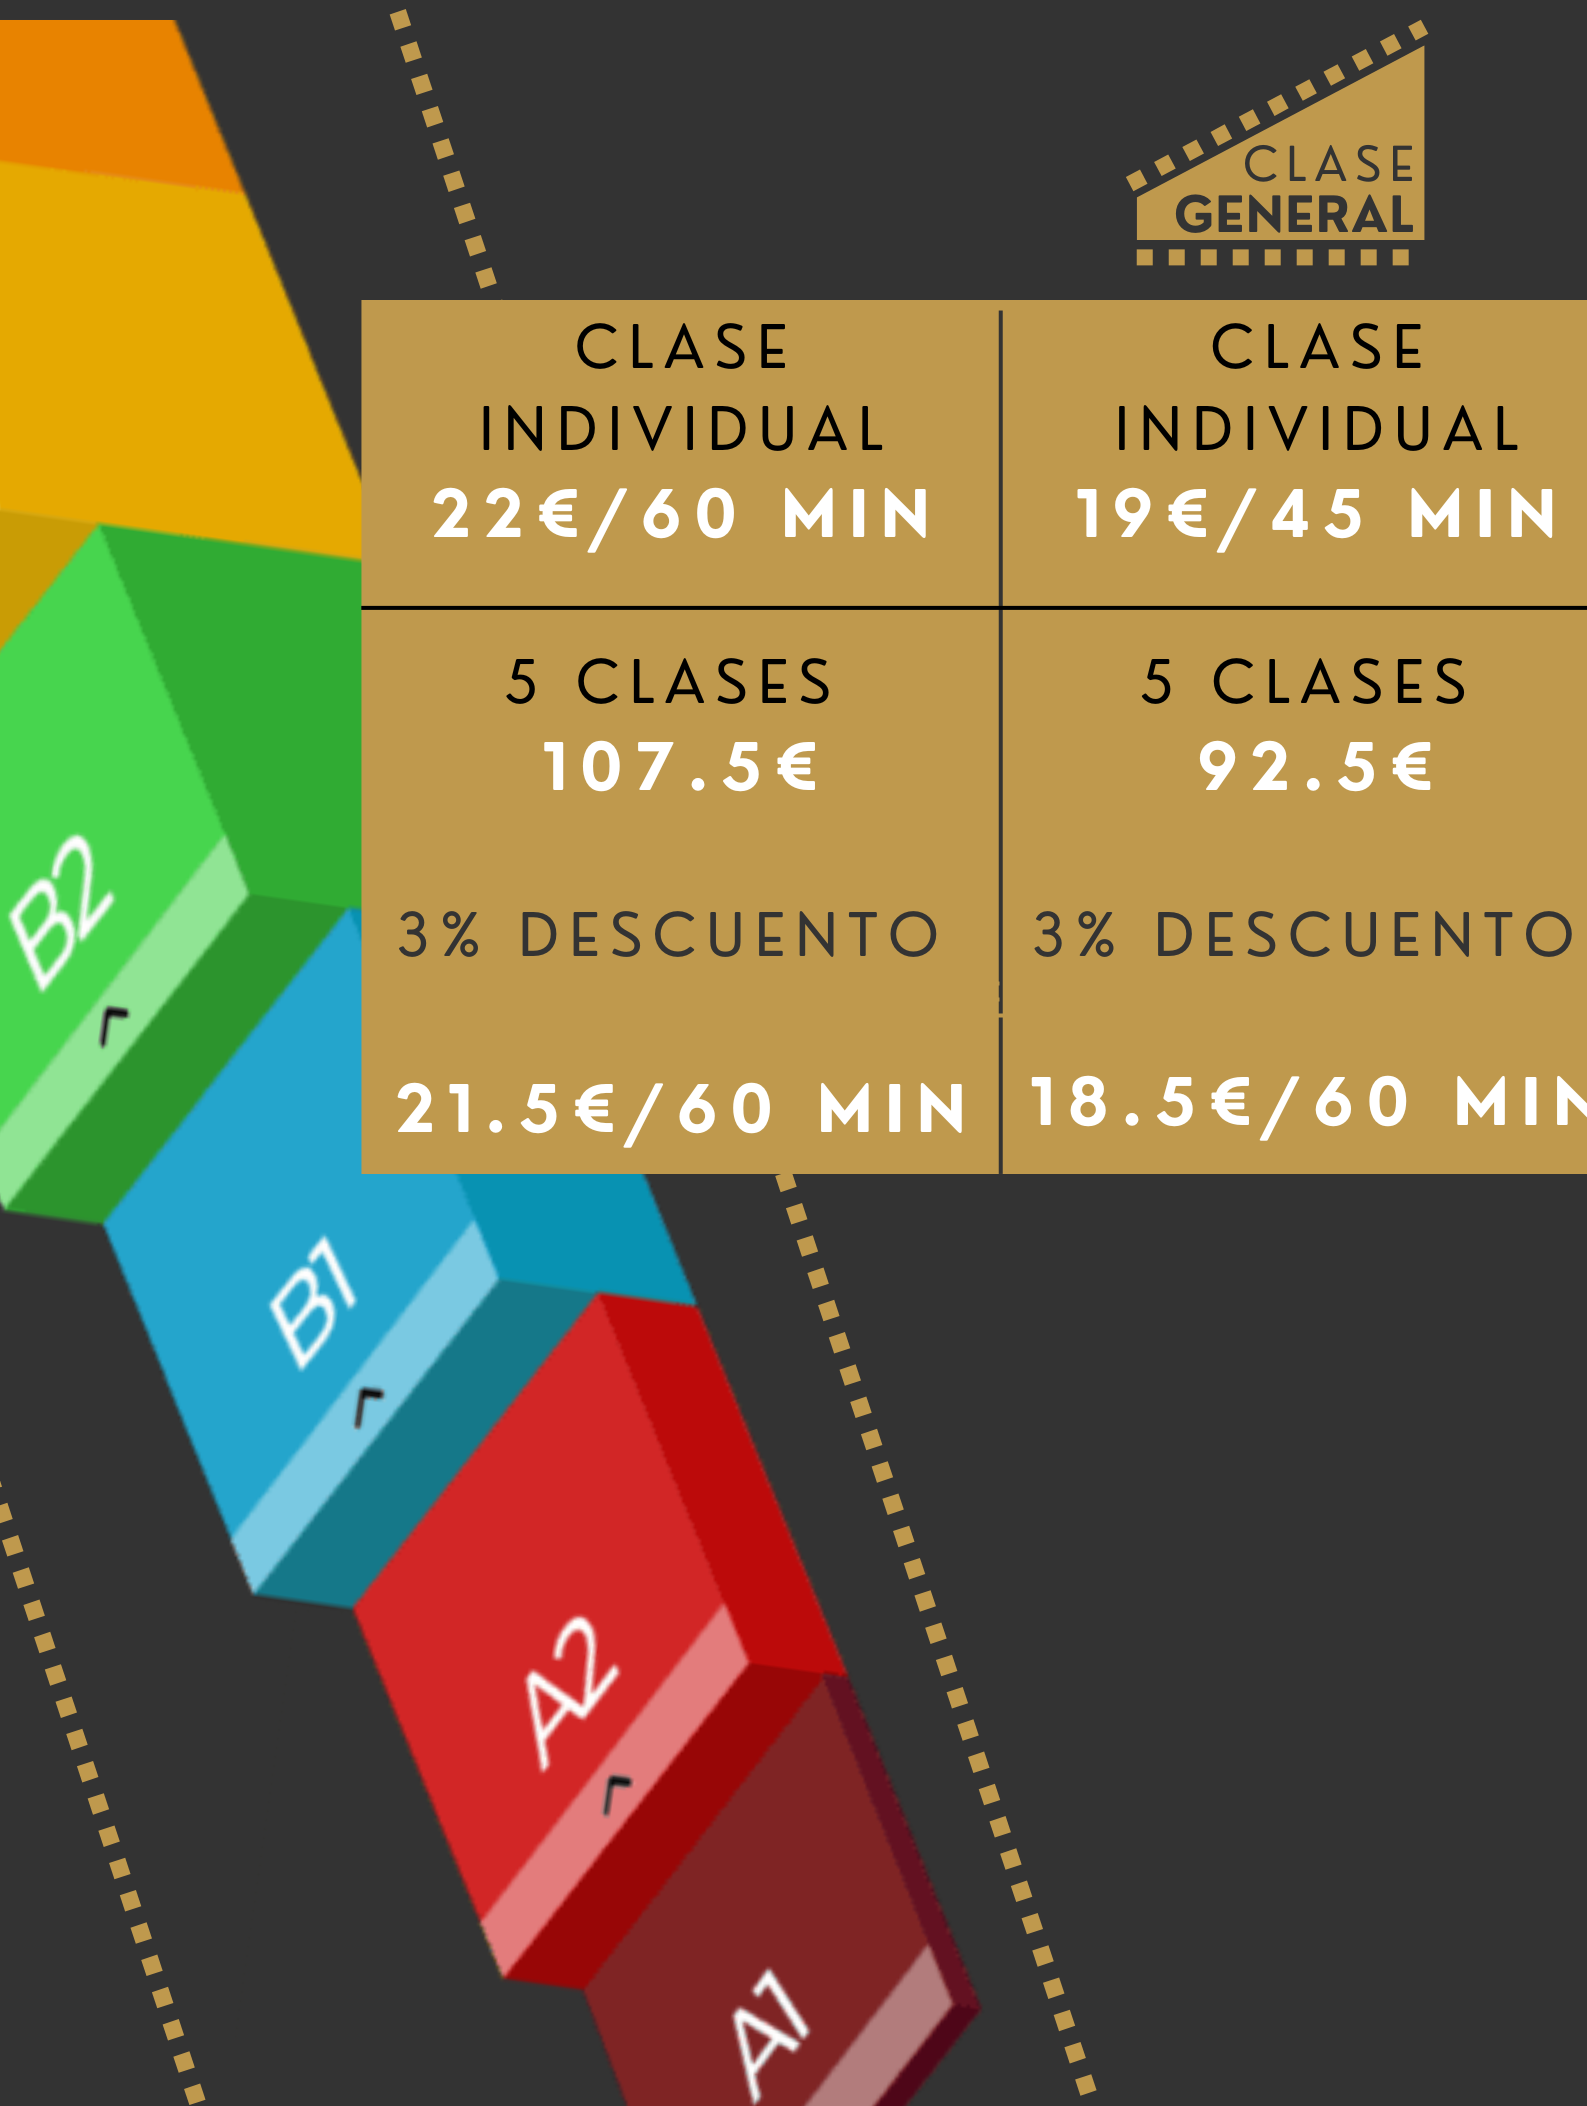 CLASE
GENERAL
CLASE
INDIVIDUAL
22€/60 MIN
5 CLASES
107.5€
3% DESCUENTO
21.5€/60 MIN
CLASE
INDIVIDUAL
19€/45 MIN
5 CLASES
92.5€
3% DESCUENTO
18.5€/60 MIN
B2
B1
A2
A1